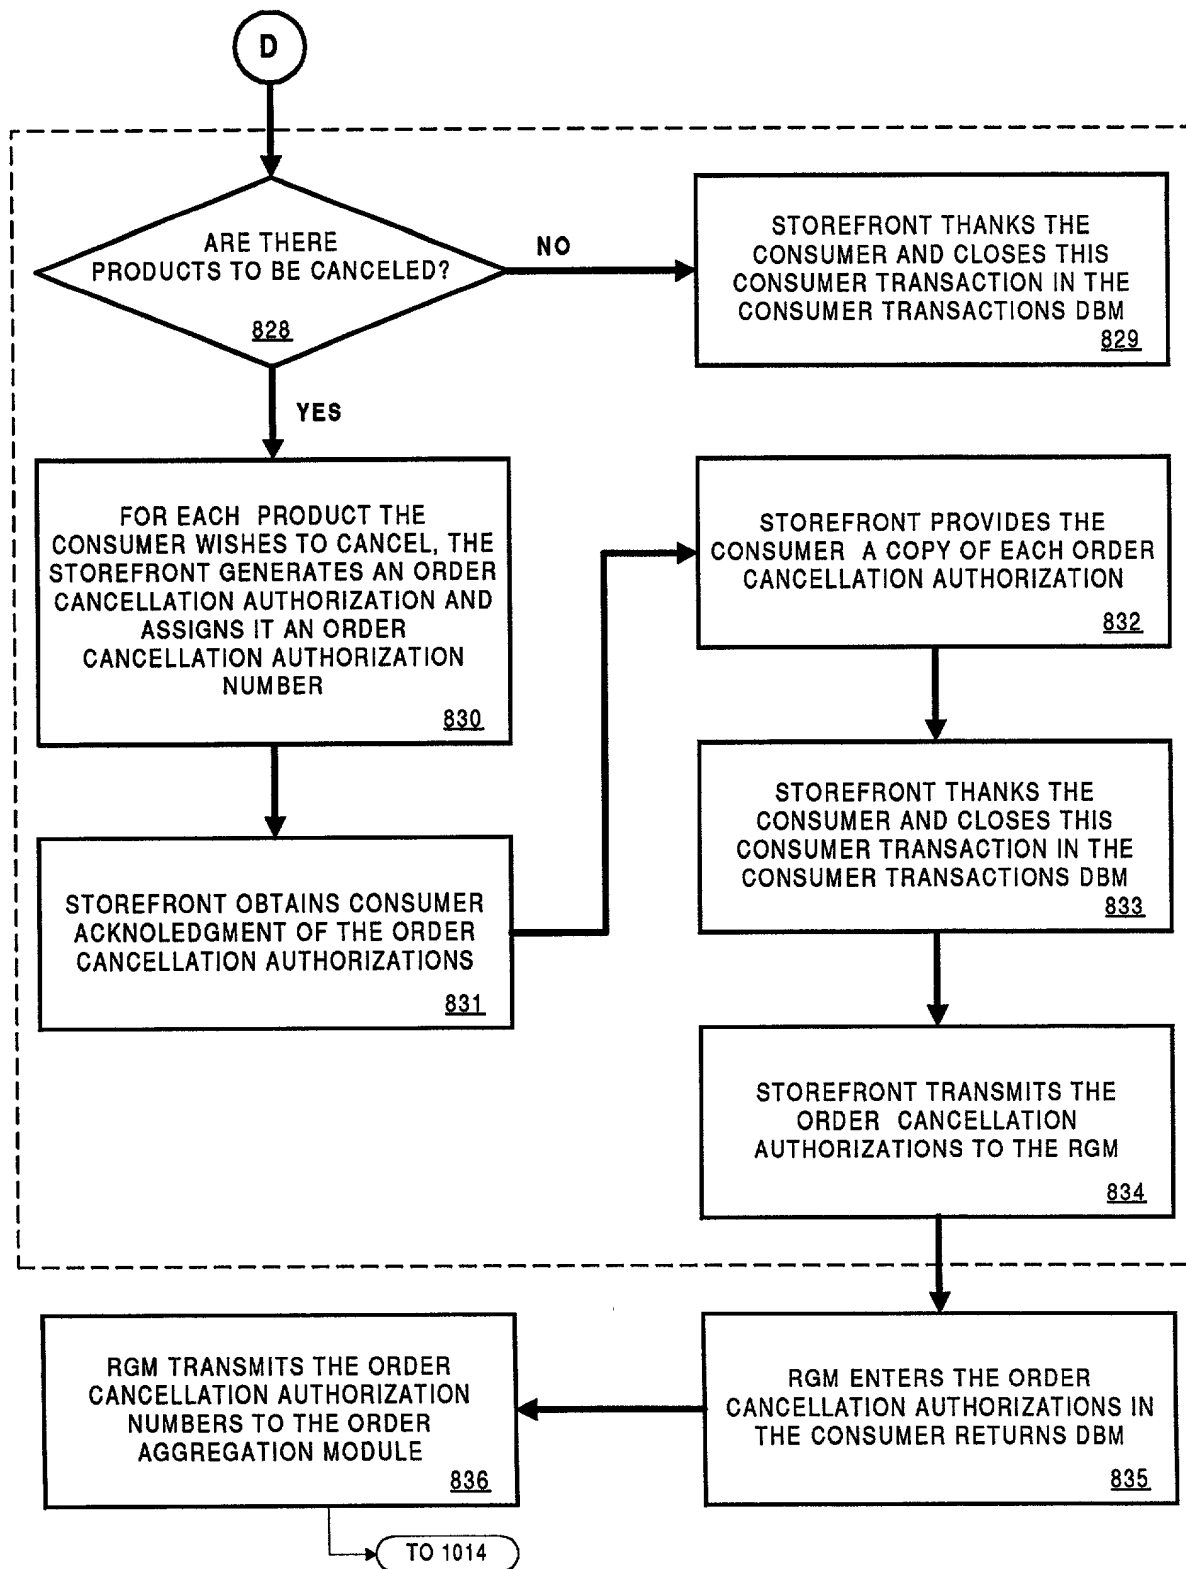 D
ARE THERE
PRODUCTS TO BE CANCELED?
828
NO
STOREFRONT THANKS THE
CONSUMER AND CLOSES THIS
CONSUMER TRANSACTION IN THE
CONSUMER TRANSACTIONS DBM
829
YES
FOR EACH PRODUCT THE
CONSUMER WISHES TO CANCEL, THE
STOREFRONT GENERATES AN ORDER
CANCELLATION AUTHORIZATION AND
ASSIGNS IT AN ORDER
CANCELLATION AUTHORIZATION
NUMBER
830
STOREFRONT OBTAINS CONSUMER
ACKNOLEDGMENT OF THE ORDER
CANCELLATION AUTHORIZATIONS
831
STOREFRONT PROVIDES THE
CONSUMER A COPY OF EACH ORDER
CANCELLATION AUTHORIZATION
832
STOREFRONT THANKS THE
CONSUMER AND CLOSES THIS
CONSUMER TRANSACTION IN THE
CONSUMER TRANSACTIONS DBM
833
STOREFRONT TRANSMITS THE
ORDER CANCELLATION
AUTHORIZATIONS TO THE RGM
834
RGM ENTERS THE ORDER
CANCELLATION AUTHORIZATIONS IN
THE CONSUMER RETURNS DBM
835
RGM TRANSMITS THE ORDER
CANCELLATION AUTHORIZATION
NUMBERS TO THE ORDER
AGGREGATION MODULE
836
TO 1014